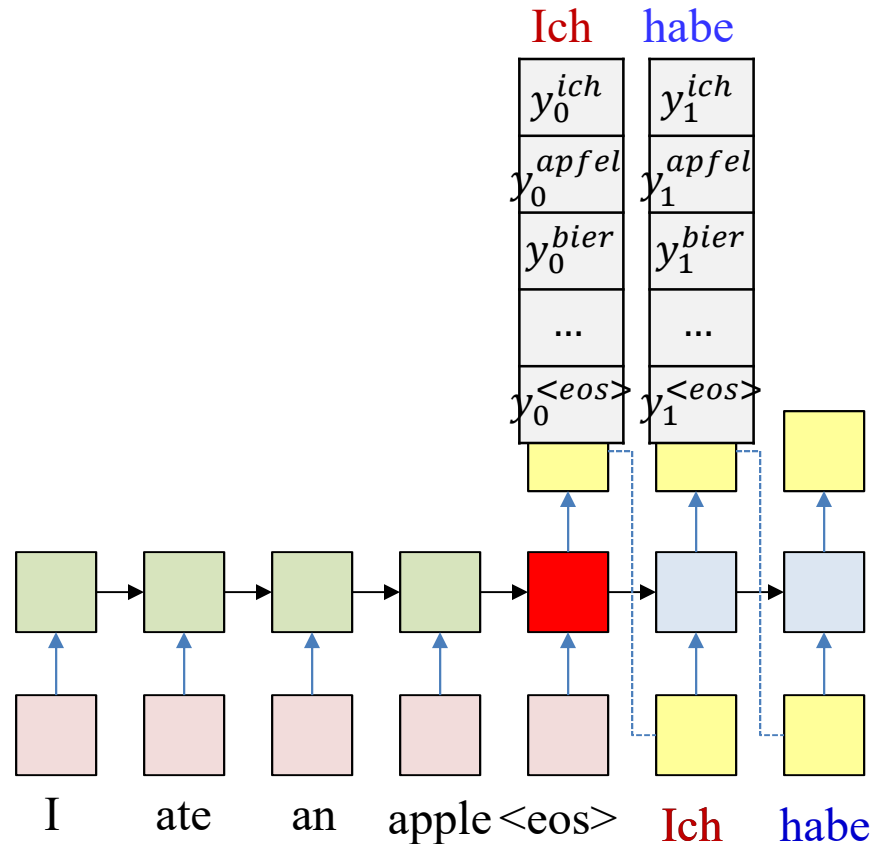 Ich habe
y_0^{ich} y_1^{ich}
y_0^{apfel} y_1^{apfel}
y_0^{bier} y_1^{bier}
... ...
y_0^{<eos>} y_1^{<eos>}
I ate an apple <eos> Ich habe